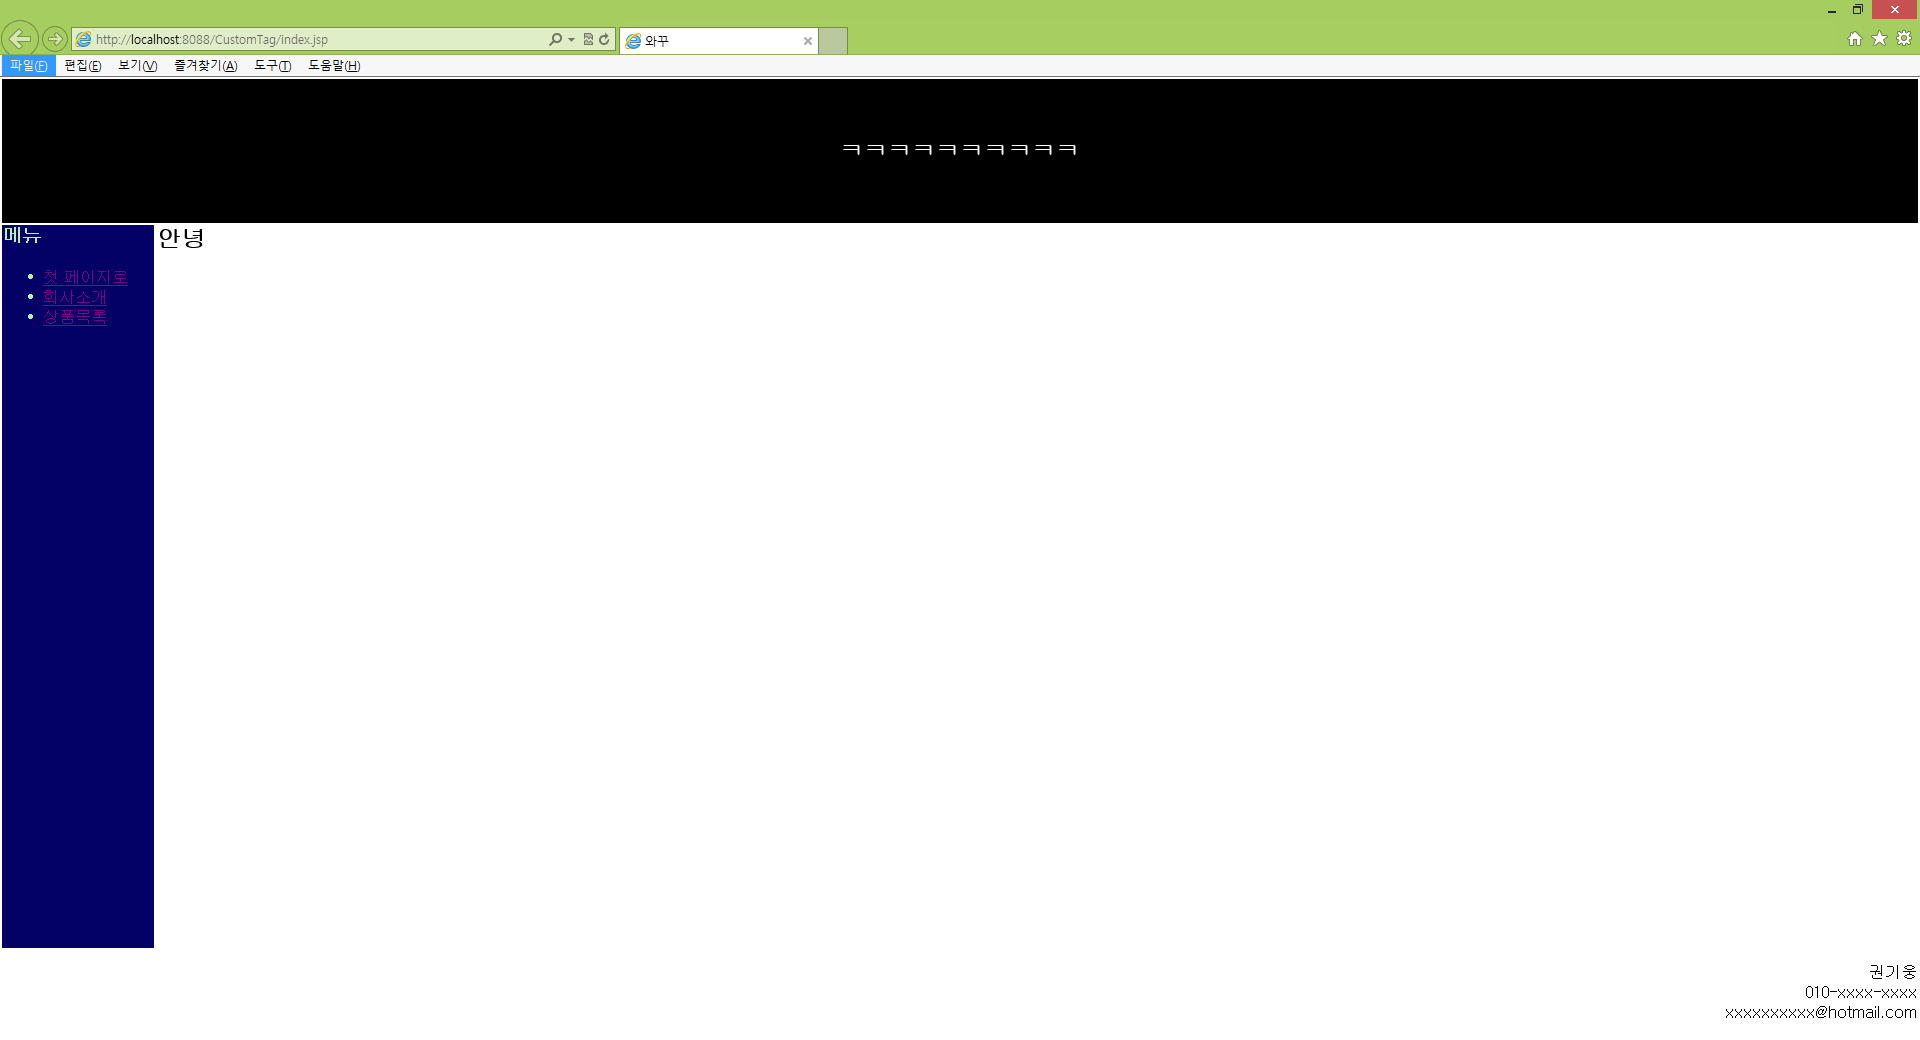 http://localhost:8088/CustomTag/index.jsp
와꾸
파일(F) 편집(E) 보기(V) 즐겨찾기(A) 도구(T) 도움말(H)
ㅋㅋㅋㅋㅋㅋㅋㅋㅋㅋ
메뉴
안녕
첫 페이지로
회사소개
상품목록
권기웅
010-xxxx-xxxx
xxxxxxxxxx@hotmail.com